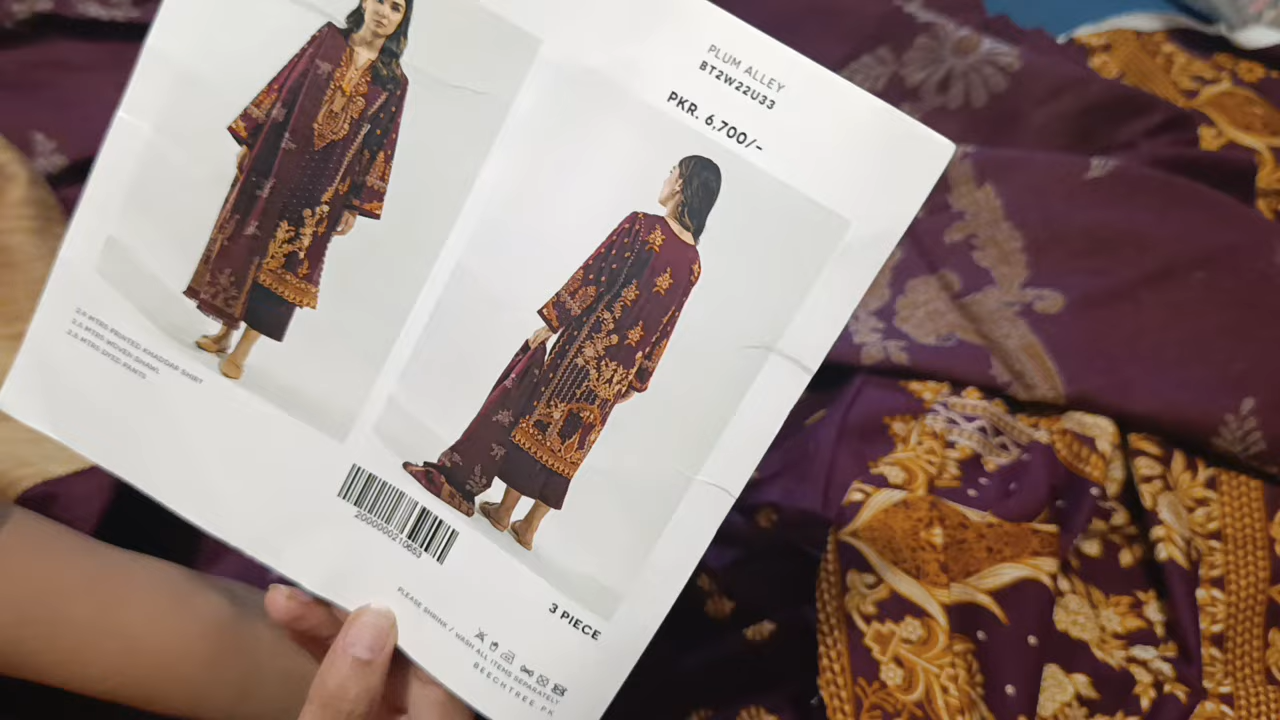 PLUM ALLEY
BT2W22U33
PKR. 6,700/-
2.6 MTRS PRINTED KHADDAR SHIRT
2.5 MTRS WOVEN SHAWL
2.5 MTRS DYED PANTS
2000000210653
3 PIECE
PLEASE SHRINK / WASH ALL ITEMS SEPARATELY
BEECHTREE.PK